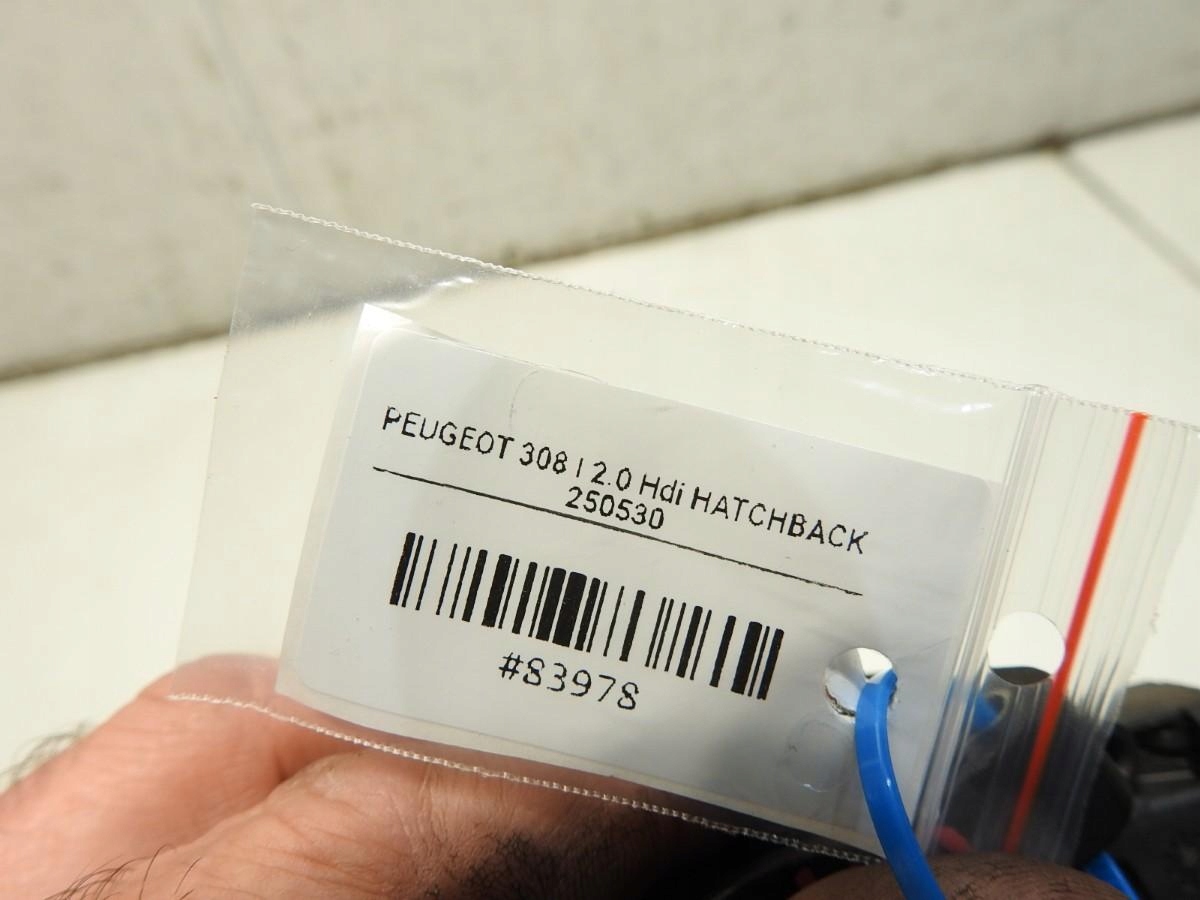 PEUGEOT 308 I 2.0 Hdi HATCHBACK
250530
#83978